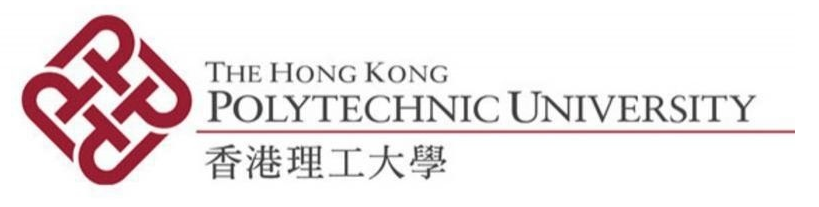 THE HONG KONG
POLYTECHNIC UNIVERSITY
香港理工大學